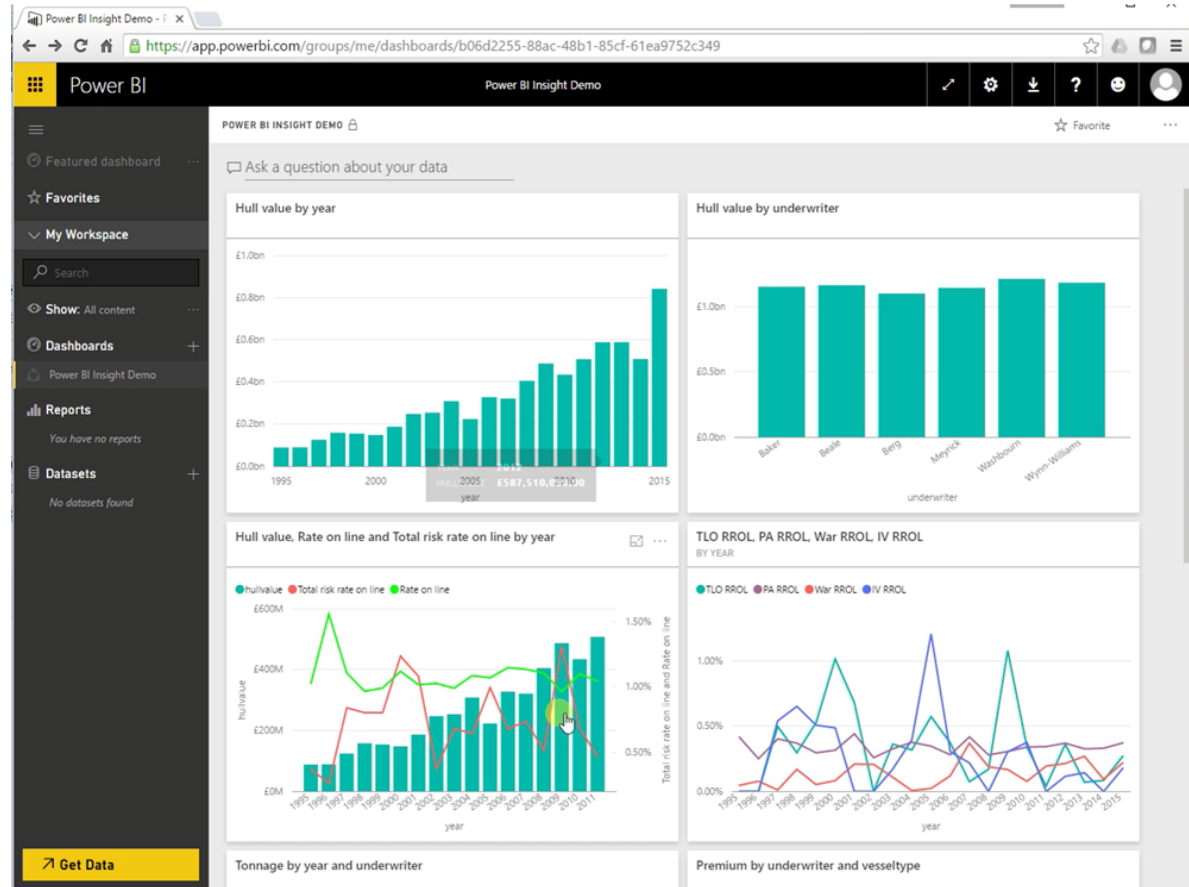 Power BI Insight Demo - P
https://app.powerbi.com/groups/me/dashboards/b06d2255-88ac-48b1-85cf-61ea9752c349
Power BI
Power BI Insight Demo
?
POWER BI INSIGHT DEMO
Favorite
Featured dashboard
Favorites
My Workspace
Search
Show: All content
Dashboards
Power BI Insight Demo
Reports
You have no reports
Datasets
No datasets found
Get Data
Ask a question about your data
Hull value by year
£1.0bn
£0.8bn
£0.6bn
£0.4bn
£0.2bn
£0.0bn
1995 2000 2005 2010 2015
year
YEAR 2012
Hull value by underwriter
£1.0bn
£0.5bn
£0.0bn
Baker Beale Berg Meyrick Washbourn Wynn-Williams
underwriter
Hull value, Rate on line and Total risk rate on line by year
hullvalue Total risk rate on line Rate on line
£600M
£400M
£200M
£0M
hullvalue
1.50%
1.00%
0.50%
Total risk rate on line and Rate on line
1995 1996 1997 1998 1999 2000 2001 2002 2003 2004 2005 2006 2007 2008 2009 2010 2011
year
TLO RROL, PA RROL, War RROL, IV RROL
BY YEAR
TLO RROL PA RROL War RROL IV RROL
1.00%
0.50%
0.00%
1995 1996 1997 1998 1999 2000 2001 2002 2003 2004 2005 2006 2007 2008 2009 2010 2011 2012 2013 2014 2015
year
Tonnage by year and underwriter
Premium by underwriter and vesseltype